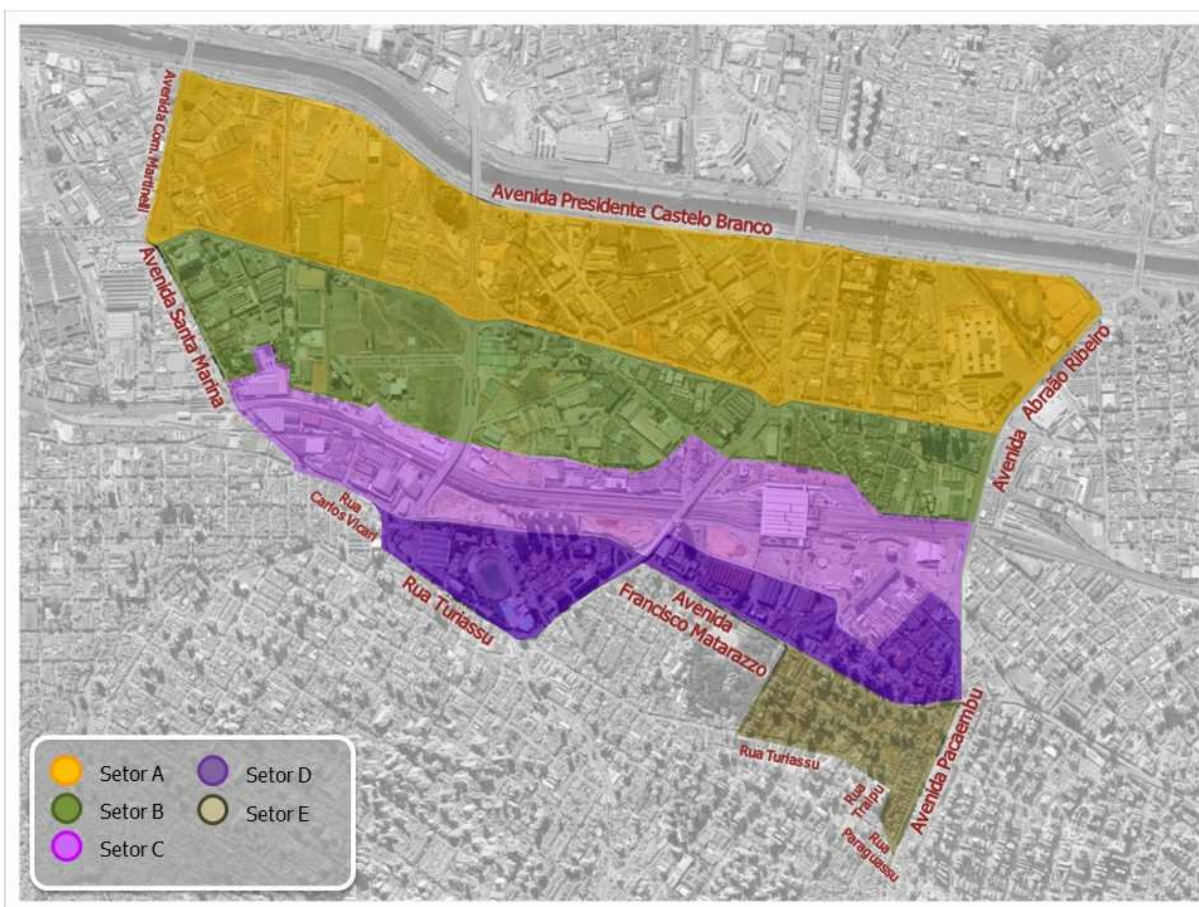 Avenida Com. Martinelli
Avenida Presidente Castelo Branco
Avenida Santa Marina
Avenida Abraão Ribeiro
Rua
Carlos Vicari
Rua Turiassu
Avenida
Francisco Matarazzo
Rua Turiassu
Rua
Traipu
Rua
Paraguassu
Avenida Pacaembu
Setor A
Setor D
Setor B
Setor E
Setor C